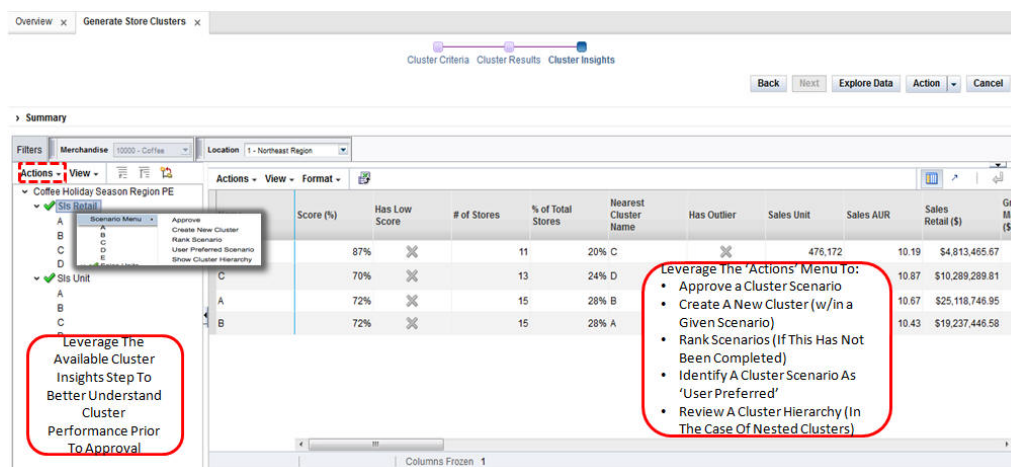 Overview x Generate Store Clusters x
Cluster Criteria Cluster Results Cluster Insights
Back Next Explore Data Action Cancel
Summary
Filters Merchandise 10000 - Coffee Location 1 - Northeast Region
Actions View
Actions View Format
Coffee Holiday Season Region PE
Sls Retail
A
B
C
D
Scenario Menu
A
B
C
D
E
Approve
Create New Cluster
Rank Scenario
User Preferred Scenario
Show Cluster Hierarchy
Sls Unit
A
B
C
Score (%) Has Low Score # of Stores % of Total Stores Nearest Cluster Name Has Outlier Sales Unit Sales AUR Sales Retail ($)
87% 11 20% C 476,172 10.19 $4,813,465.67
C 70% 13 24% D 10.87 $10,289,289.81
A 72% 15 28% B 10.67 $25,118,746.95
B 72% 15 28% A 10.43 $19,237,446.58
Leverage The
Available Cluster
Insights Step To
Better Understand
Cluster
Performance Prior
To Approval
Leverage The 'Actions' Menu To:
• Approve a Cluster Scenario
• Create A New Cluster (w/in a
Given Scenario)
• Rank Scenarios (If This Has Not
Been Completed)
• Identify A Cluster Scenario As
'User Preferred'
• Review A Cluster Hierarchy (In
The Case Of Nested Clusters)
Columns Frozen 1